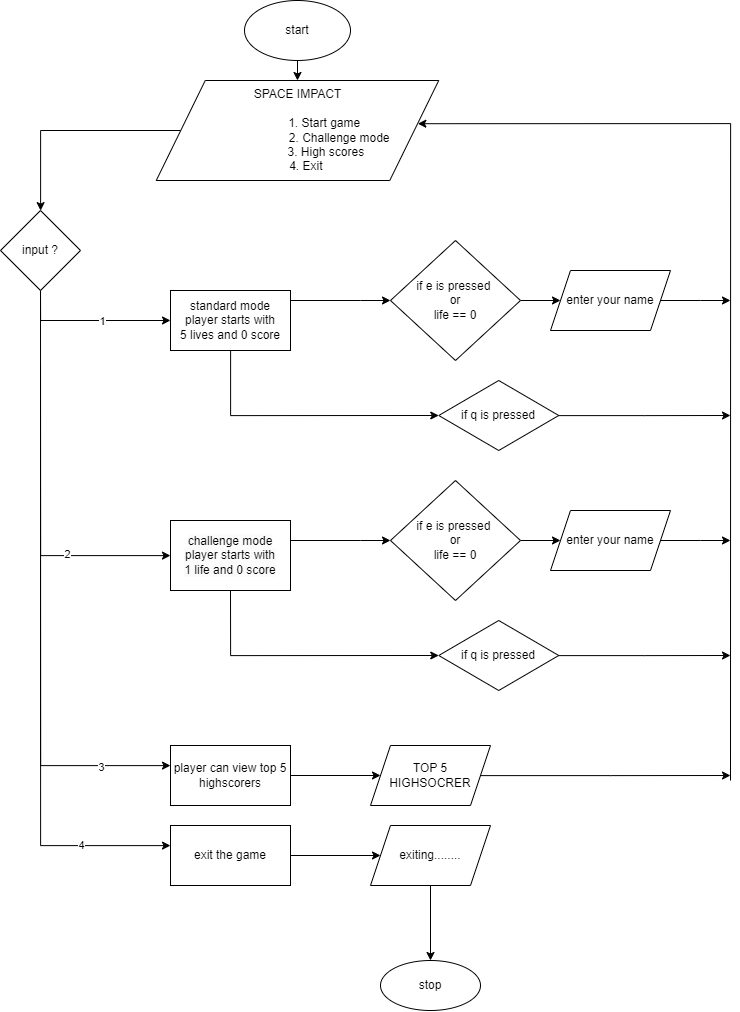 start
SPACE IMPACT
1. Start game
2. Challenge mode
3. High scores
4. Exit
input ?
1
standard mode
player starts with
5 lives and 0 score
if e is pressed
or
life == 0
enter your name
if q is pressed
2
challenge mode
player starts with
1 life and 0 score
if e is pressed
or
life == 0
enter your name
if q is pressed
3
player can view top 5
highscorers
TOP 5
HIGHSOCRER
4
exit the game
exiting........
stop